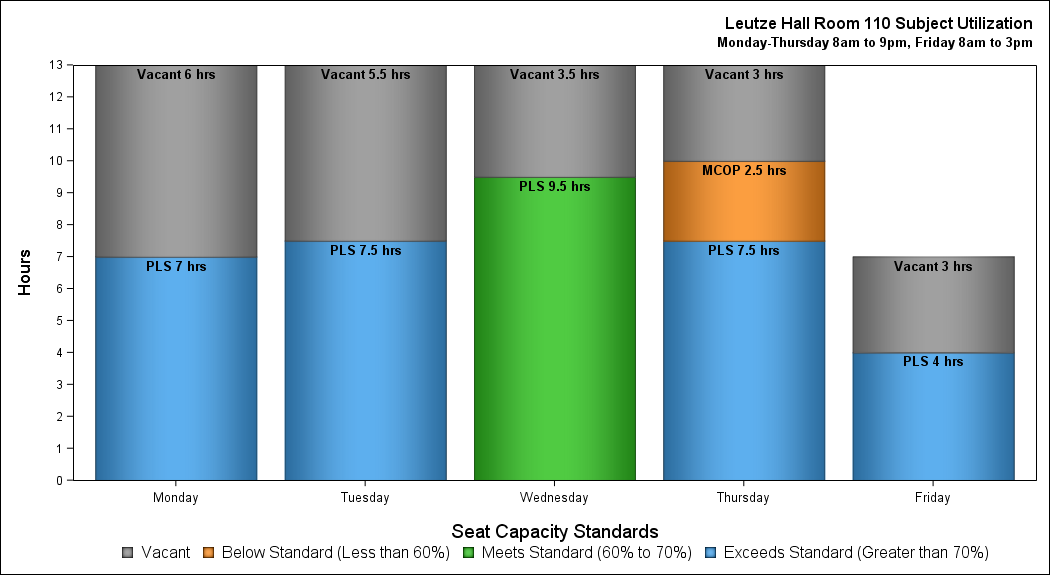 Leutze Hall Room 110 Subject Utilization
Monday-Thursday 8am to 9pm, Friday 8am to 3pm
Hours
13
12
11
10
9
8
7
6
5
4
3
2
1
0
Vacant 6 hrs
PLS 7 hrs
Vacant 5.5 hrs
PLS 7.5 hrs
Vacant 3.5 hrs
PLS 9.5 hrs
Vacant 3 hrs
MCOP 2.5 hrs
PLS 7.5 hrs
Vacant 3 hrs
PLS 4 hrs
Monday Tuesday Wednesday Thursday Friday
Seat Capacity Standards
Vacant Below Standard (Less than 60%) Meets Standard (60% to 70%) Exceeds Standard (Greater than 70%)